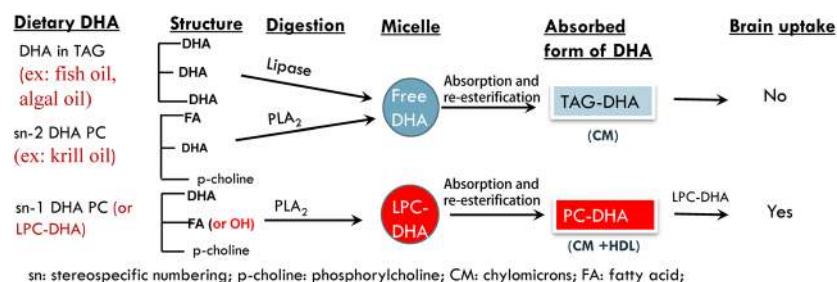 Dietary DHA
Structure
Digestion
Micelle
Absorbed
form of DHA
Brain uptake
DHA in TAG
(ex: fish oil,
algal oil)
DHA
DHA
DHA
Lipase
Free
DHA
Absorption and
re-esterification
TAG-DHA
(CM)
No
sn-2 DHA PC
(ex: krill oil)
FA
DHA
p-choline
PLA2
sn-1 DHA PC (or
LPC-DHA)
DHA
FA (or OH)
p-choline
PLA2
LPC-
DHA
Absorption and
re-esterification
PC-DHA
(CM +HDL)
LPC-DHA
Yes
sn: stereospecific numbering; p-choline: phosphorylcholine; CM: chylomicrons; FA: fatty acid;